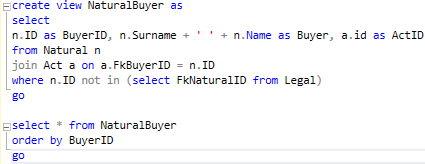 create view NaturalBuyer as
select
n.ID as BuyerID, n.Surname + ' ' + n.Name as Buyer, a.id as ActID
from Natural n
join Act a on a.FkBuyerID = n.ID
where n.ID not in (select FkNaturalID from Legal)
go
select * from NaturalBuyer
order by BuyerID
go